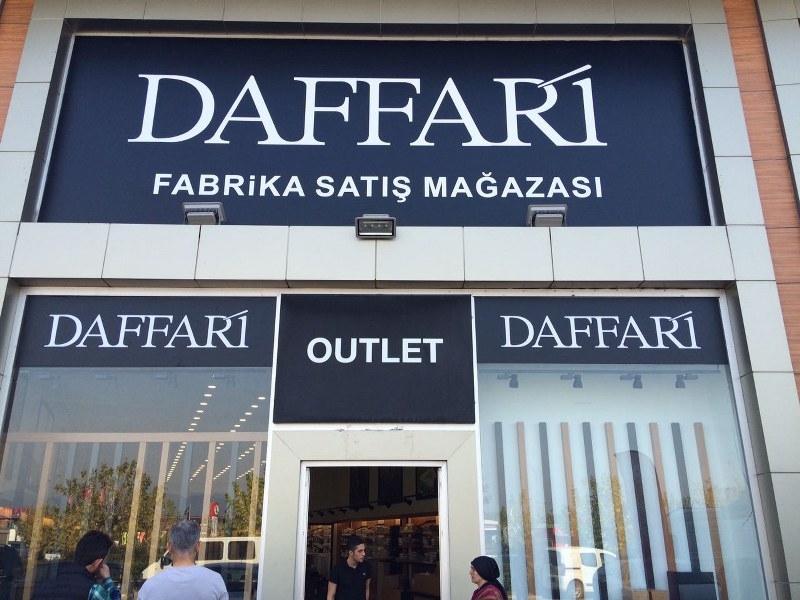 DAFFARİ
FABRiKA SATIŞ MAĞAZASI
DAFFARİ
OUTLET
DAFFARİ